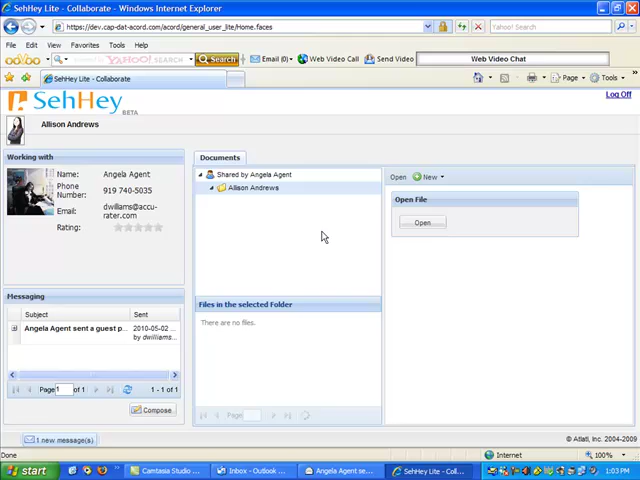 SehHey Lite - Collaborate - Windows Internet Explorer
https://dev.cap-dat-acord.com/acord/general_user_lite/Home.faces
Yahoo! Search
File Edit View Favorites Tools Help
YAHOO! SEARCH Search Email (0) Web Video Call Send Video Web Video Chat
SehHey Lite - Collaborate
Page Tools
SehHey
BETA
Log Off
Allison Andrews
Working with
Name: Angela Agent
Phone Number: 919 740-5035
Email: dwilliams@accu-rater.com
Rating:
Documents
Shared by Angela Agent
Allison Andrews
Open New
Open File
Open
Files in the selected Folder
There are no files.
Page
Messaging
Subject Sent
Angela Agent sent a guest p... 2010-05-02 ...
by dwilliams...
Page 1 of 1 1 - 1 of 1
Compose
1 new message(s)
© Atlati, Inc. 2004-2009
Done Internet 100%
start Camtasia Studio ... Inbox - Outlook ... Angela Agent se... SehHey Lite - Col... 1:03 PM